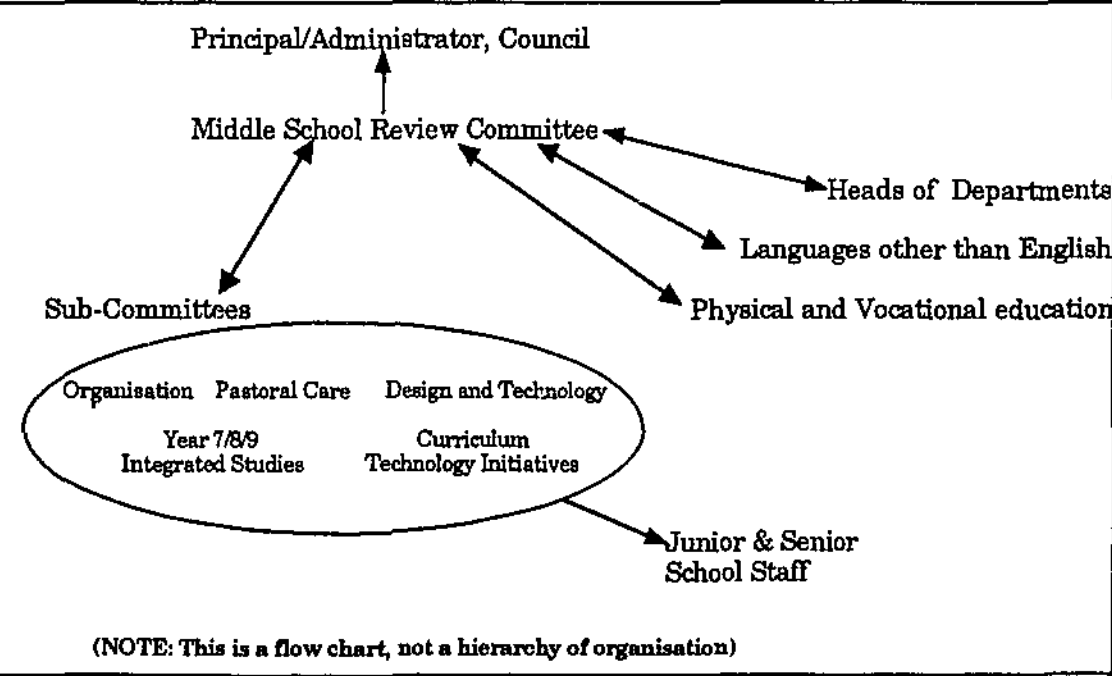 Principal/Administrator, Council
Middle School Review Committee
Heads of Departments
Languages other than English
Sub-Committees
Physical and Vocational education
Organisation Pastoral Care Design and Technology
Year 7/8/9
Integrated Studies
Curriculum
Technology Initiatives
Junior & Senior
School Staff
(NOTE: This is a flow chart, not a hierarchy of organisation)